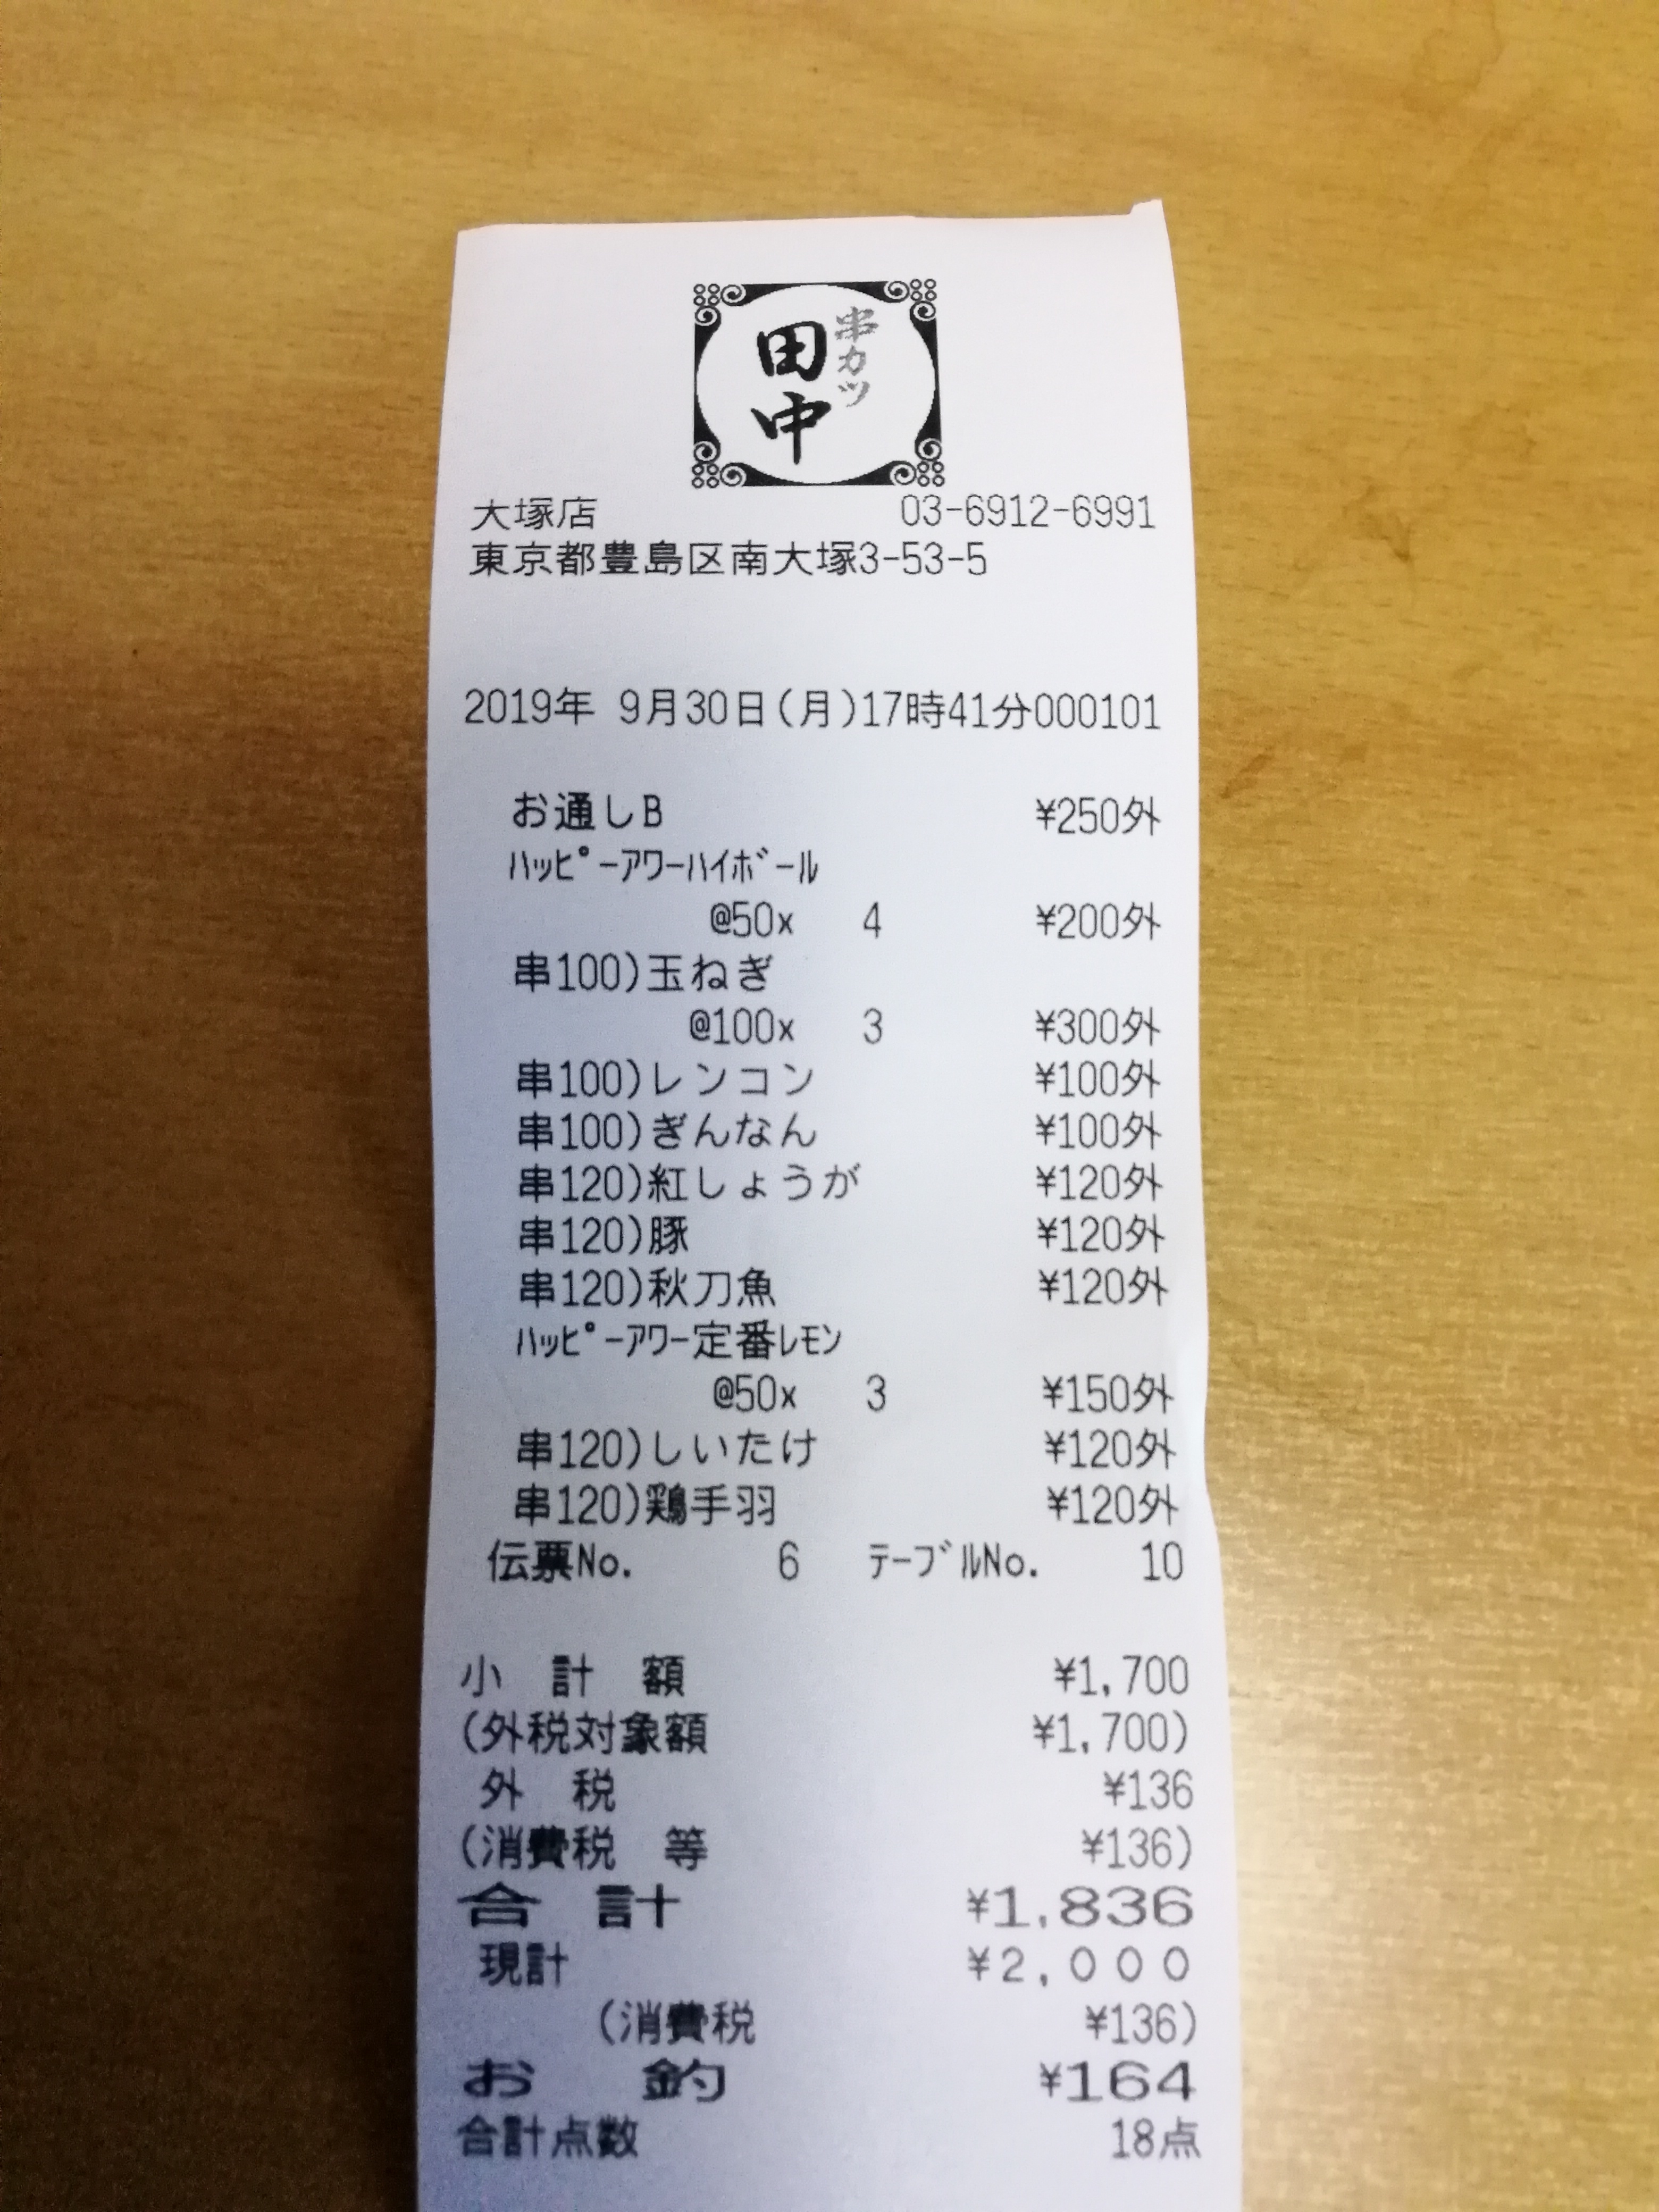 串カツ
田中
大塚店 03-6912-6991
東京都豊島区南大塚3-53-5
2019年 9月30日(月)17時41分000101
お通しB ¥250外
ﾊｯﾋﾟｰｱﾜｰﾊｲﾎﾞｰﾙ
@50x 4 ¥200外
串100)玉ねぎ
@100x 3 ¥300外
串100)レンコン ¥100外
串100)ぎんなん ¥100外
串120)紅しょうが ¥120外
串120)豚 ¥120外
串120)秋刀魚 ¥120外
ﾊｯﾋﾟｰｱﾜｰ定番ﾚﾓﾝ
@50x 3 ¥150外
串120)しいたけ ¥120外
串120)鶏手羽 ¥120外
伝票No. 6 ﾃｰﾌﾞﾙNo. 10
小 計 額 ¥1,700
(外税対象額 ¥1,700)
外 税 ¥136
(消費税 等 ¥136)
合 計 ¥1,836
現計 ¥2,000
(消費税 ¥136)
お 釣 ¥164
合計点数 18点